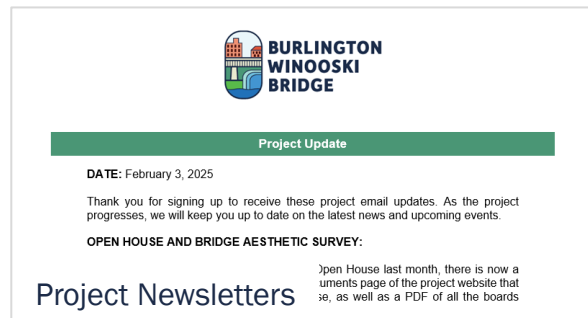 BURLINGTON
WINOOSKI
BRIDGE
Project Update
DATE: February 3, 2025
Thank you for signing up to receive these project email updates. As the project
progresses, we will keep you up to date on the latest news and upcoming events.
OPEN HOUSE AND BRIDGE AESTHETIC SURVEY:
Open House last month, there is now a
uments page of the project website that
se, as well as a PDF of all the boards
Project Newsletters